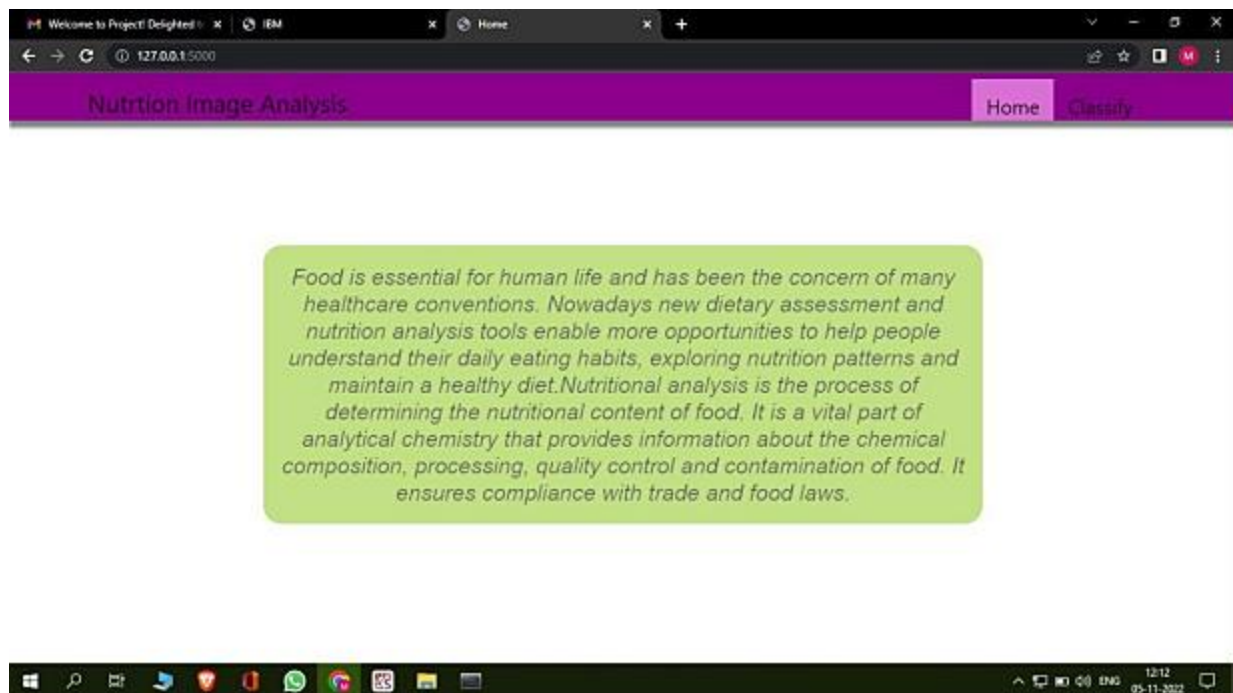 Welcome to Project! Delighted
IBM
Home
127.0.0.1:5000
M
Nutrtion Image Analysis
Home
Classify
Food is essential for human life and has been the concern of many
healthcare conventions. Nowadays new dietary assessment and
nutrition analysis tools enable more opportunities to help people
understand their daily eating habits, exploring nutrition patterns and
maintain a healthy diet.Nutritional analysis is the process of
determining the nutritional content of food. It is a vital part of
analytical chemistry that provides information about the chemical
composition, processing, quality control and contamination of food. It
ensures compliance with trade and food laws.
ENG
12:12
05-11-2022